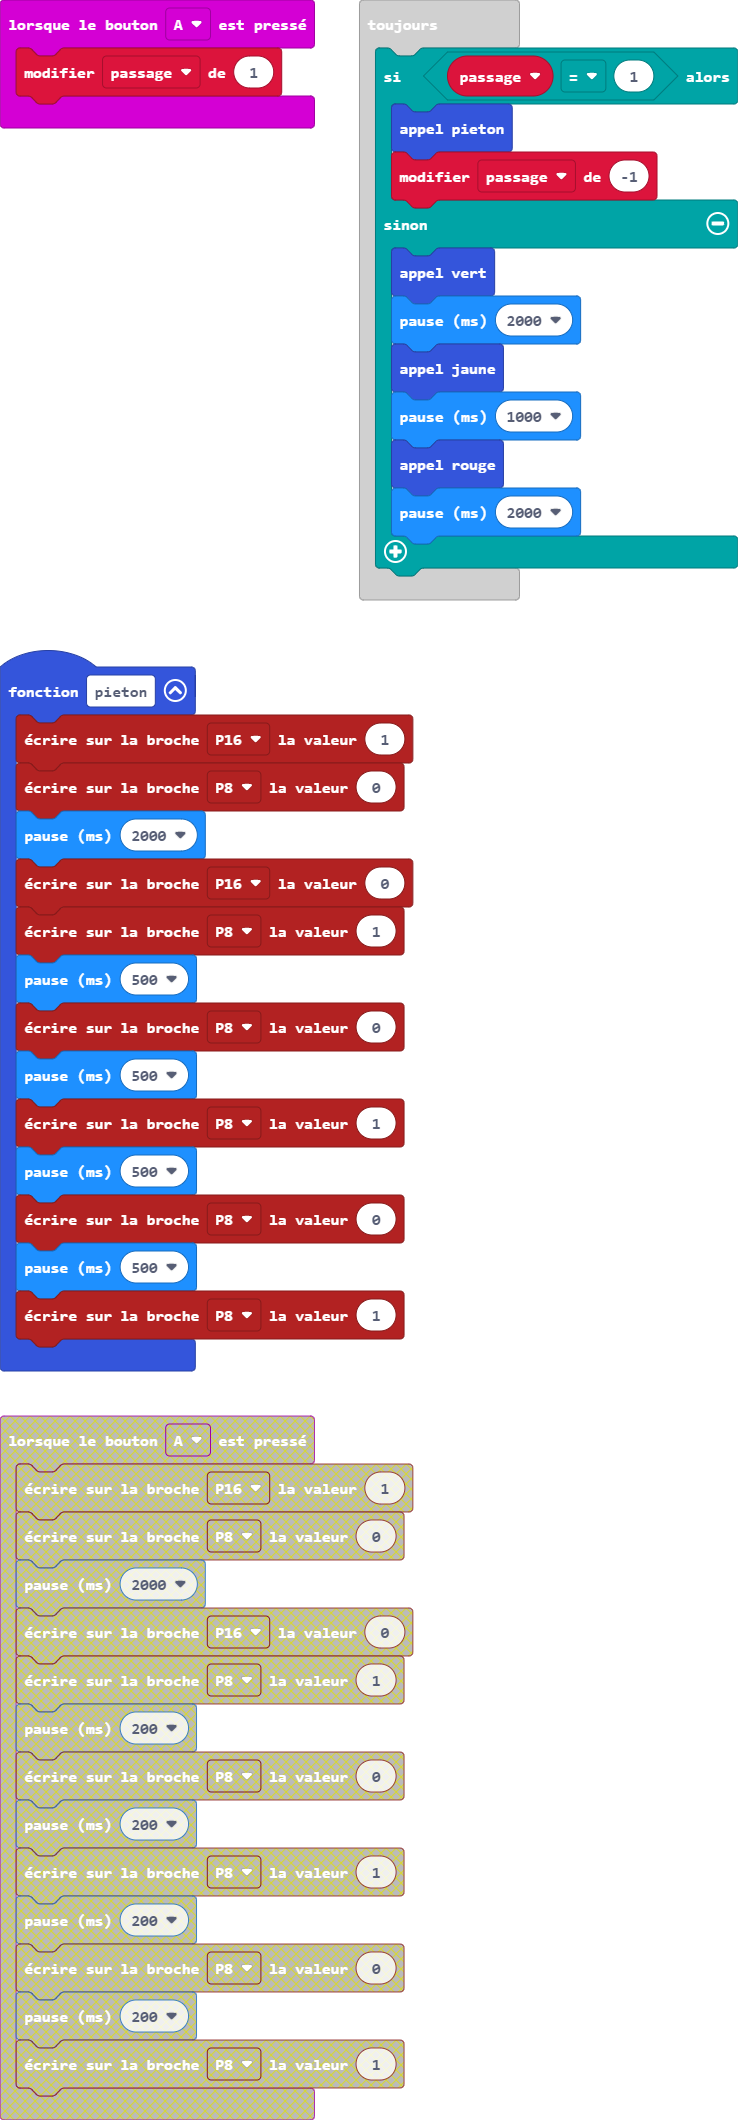 lorsque le bouton A est pressé
modifier passage de 1
toujours
si passage = 1 alors
appel pieton
modifier passage de -1
sinon
appel vert
pause (ms) 2000
appel jaune
pause (ms) 1000
appel rouge
pause (ms) 2000
fonction pieton
écrire sur la broche P16 la valeur 1
écrire sur la broche P8 la valeur 0
pause (ms) 2000
écrire sur la broche P16 la valeur 0
écrire sur la broche P8 la valeur 1
pause (ms) 500
écrire sur la broche P8 la valeur 0
pause (ms) 500
écrire sur la broche P8 la valeur 1
pause (ms) 500
écrire sur la broche P8 la valeur 0
pause (ms) 500
écrire sur la broche P8 la valeur 1
lorsque le bouton A est pressé
écrire sur la broche P16 la valeur 1
écrire sur la broche P8 la valeur 0
pause (ms) 2000
écrire sur la broche P16 la valeur 0
écrire sur la broche P8 la valeur 1
pause (ms) 200
écrire sur la broche P8 la valeur 0
pause (ms) 200
écrire sur la broche P8 la valeur 1
pause (ms) 200
écrire sur la broche P8 la valeur 0
pause (ms) 200
écrire sur la broche P8 la valeur 1